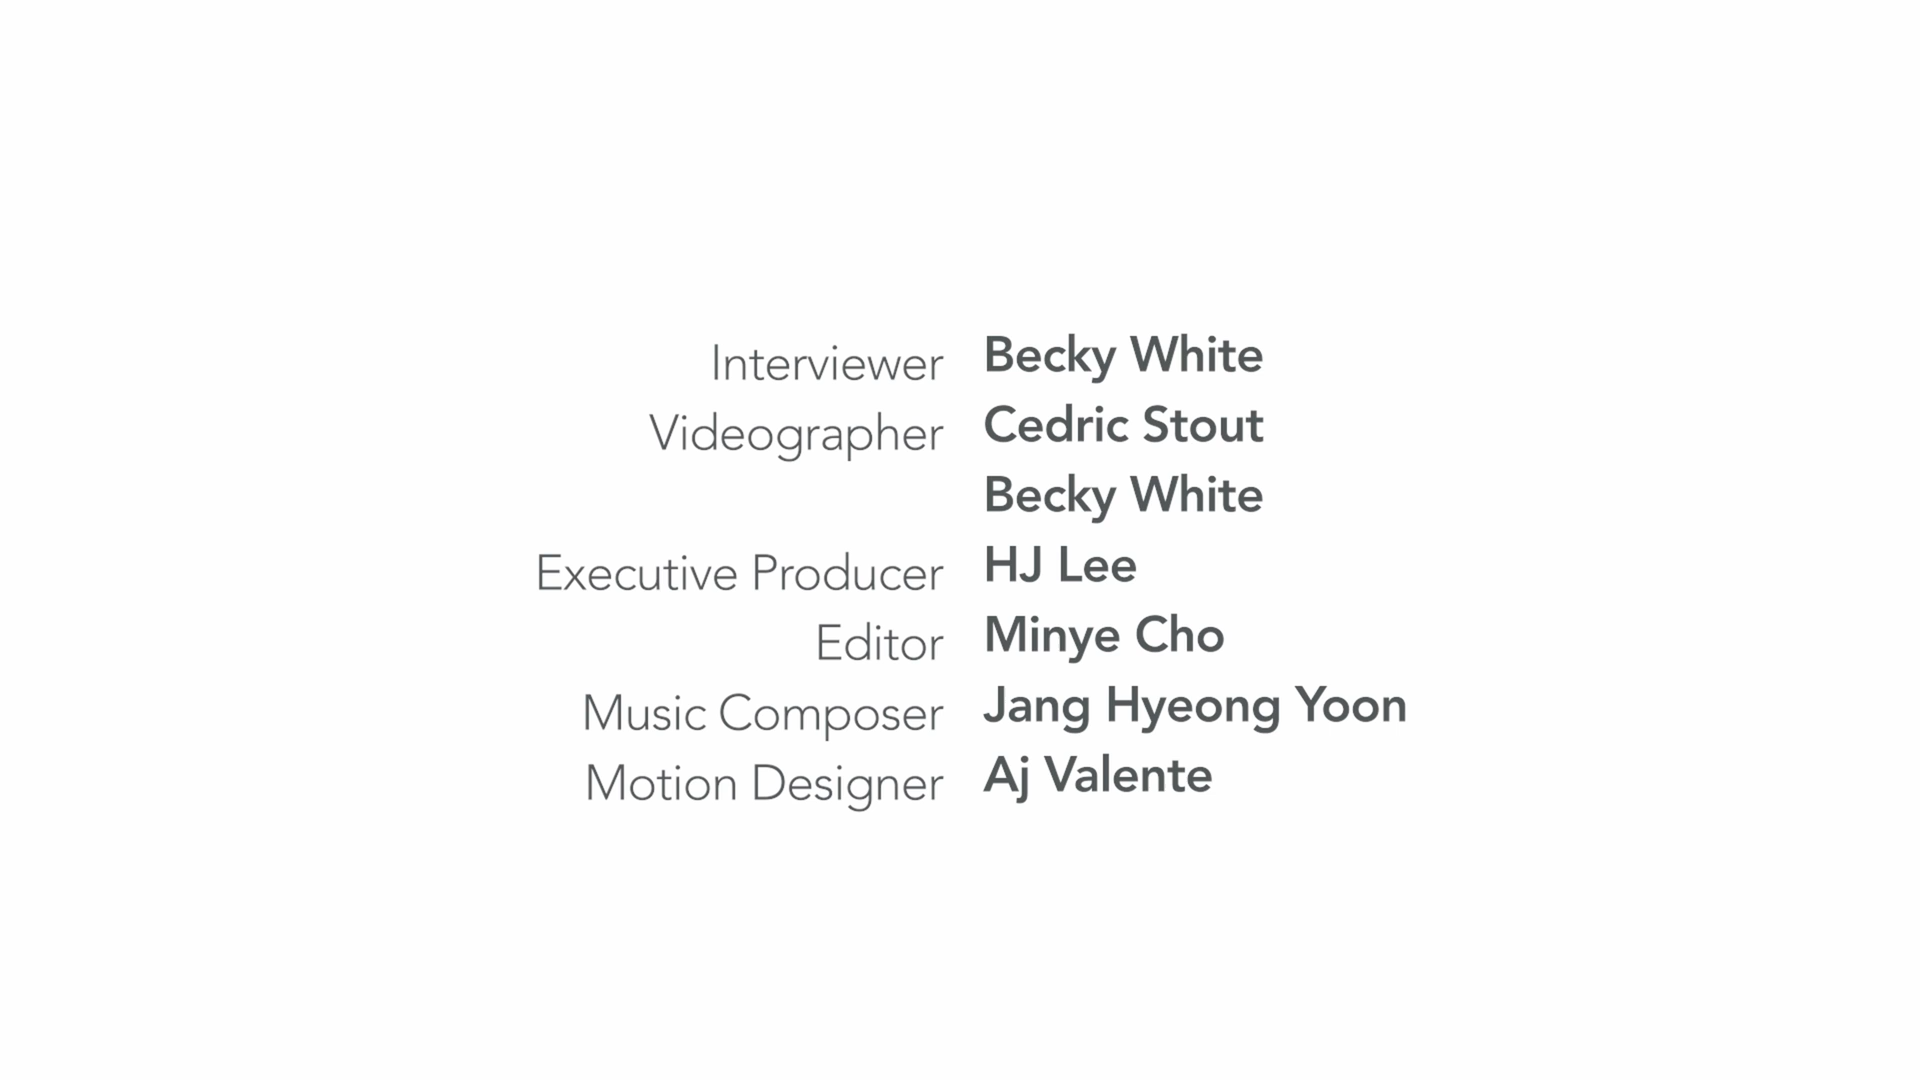 Interviewer Becky White
Videographer Cedric Stout
Becky White
Executive Producer HJ Lee
Editor Minye Cho
Music Composer Jang Hyeong Yoon
Motion Designer Aj Valente